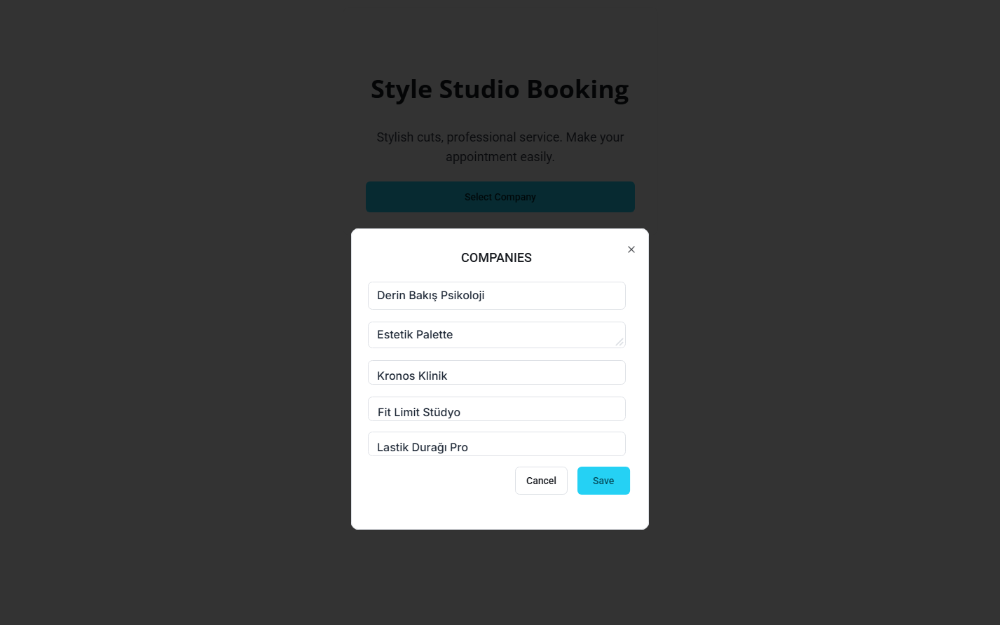 Style Studio Booking
Stylish cuts, professional service. Make your
appointment easily.
Select Company
COMPANIES
Derin Bakış Psikoloji
Estetik Palette
Kronos Klinik
Fit Limit Stüdyo
Lastik Durağı Pro
Cancel
Save